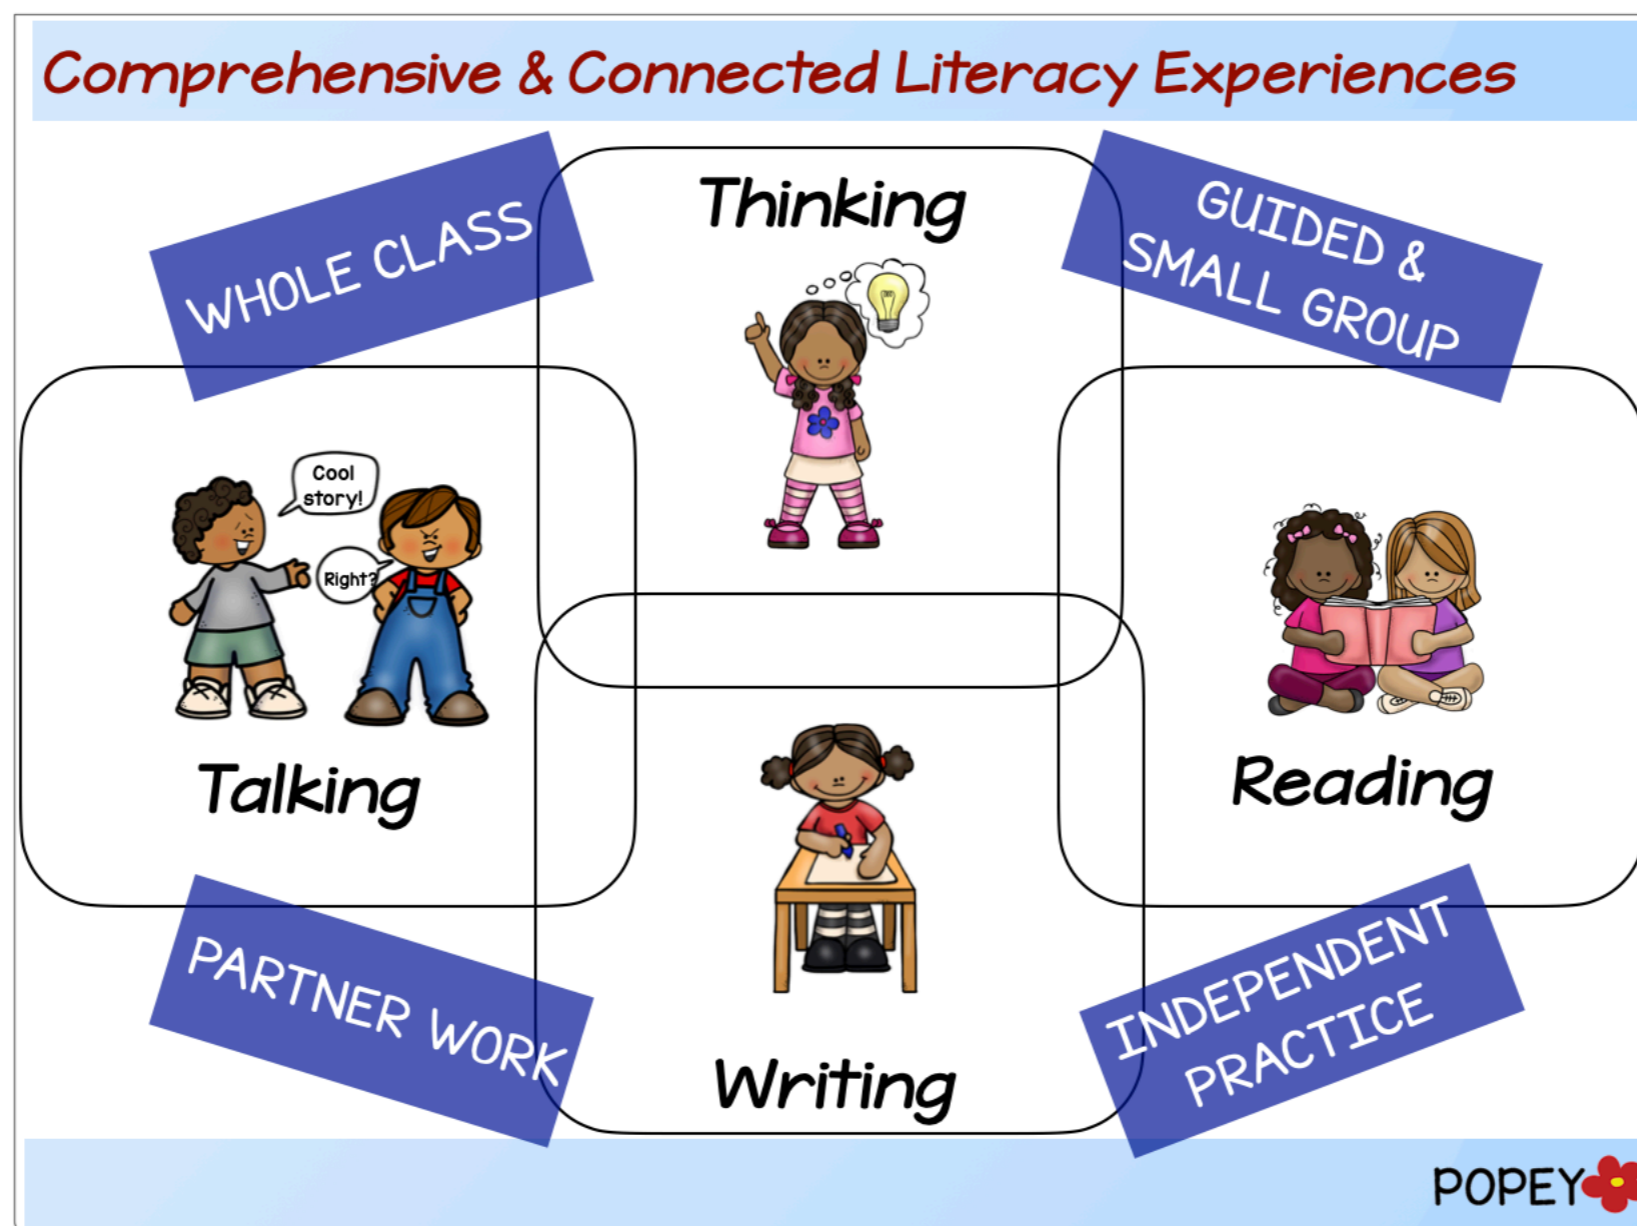 Comprehensive & Connected Literacy Experiences
WHOLE CLASS
Thinking
GUIDED &
SMALL GROUP
Cool
story!
Right?
Talking
Reading
PARTNER WORK
Writing
INDEPENDENT
PRACTICE
POPEY